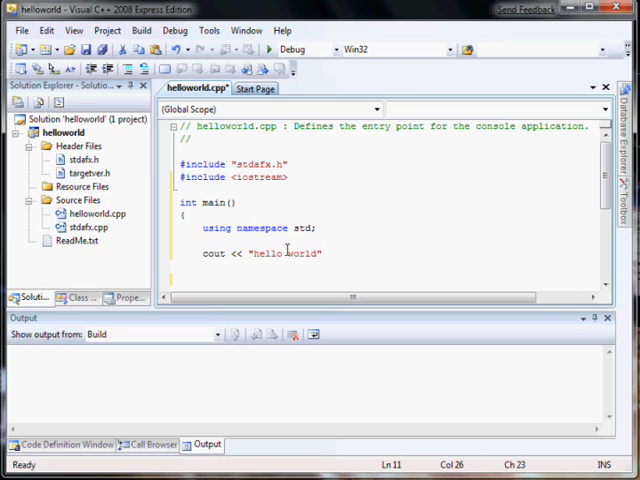 helloworld - Visual C++ 2008 Express Edition
Send Feedback
File Edit View Project Build Debug Tools Window Help
Debug Win32
Solution Explorer - Solutio...
helloworld.cpp* Start Page
(Global Scope)
Solution 'helloworld' (1 project)
helloworld
Header Files
stdafx.h
targetver.h
Resource Files
Source Files
helloworld.cpp
stdafx.cpp
ReadMe.txt
// helloworld.cpp : Defines the entry point for the console application.
//
#include "stdafx.h"
#include <iostream>
int main()
{
using namespace std;
cout << "hello world"
Database Explorer
Toolbox
Soluti... Class ... Prope...
Output
Show output from: Build
Code Definition Window Call Browser Output
Ready Ln 11 Col 26 Ch 23 INS